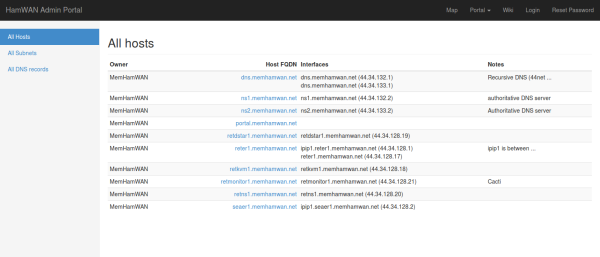 HamWAN Admin Portal Map Portal Wiki Login Reset Password
All Hosts
All Subnets
All DNS records
All hosts
Owner Host FQDN Interfaces Notes
MemHamWAN dns.memhamwan.net dns.memhamwan.net (44.34.132.1) Recursive DNS (44net ...
dns.memhamwan.net (44.34.133.1)
MemHamWAN ns1.memhamwan.net ns1.memhamwan.net (44.34.132.2) authoritative DNS server
MemHamWAN ns2.memhamwan.net ns2.memhamwan.net (44.34.133.2) Authoritative DNS server
MemHamWAN portal.memhamwan.net
MemHamWAN retdstar1.memhamwan.net retdstar1.memhamwan.net (44.34.128.19)
MemHamWAN reter1.memhamwan.net ipip1.reter1.memhamwan.net (44.34.128.1) ipip1 is between ...
reter1.memhamwan.net (44.34.128.17)
MemHamWAN retkvm1.memhamwan.net retkvm1.memhamwan.net (44.34.128.18)
MemHamWAN retmonitor1.memhamwan.net retmonitor1.memhamwan.net (44.34.128.21) Cacti
MemHamWAN retns1.memhamwan.net retns1.memhamwan.net (44.34.128.20)
MemHamWAN seaer1.memhamwan.net ipip1.seaer1.memhamwan.net (44.34.128.2)